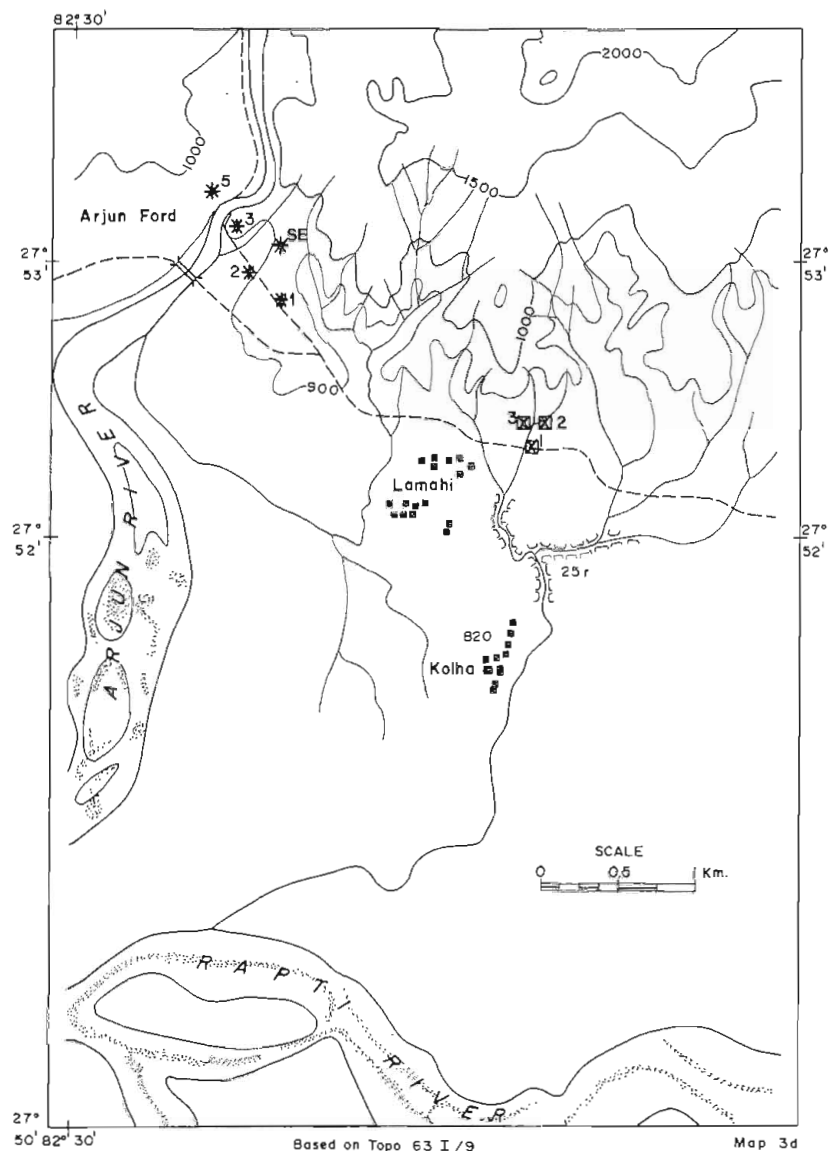 82° 30'
2000
1000
1500
5
Arjun Ford
3
SE
27° 53'
27° 53'
2
1
1000
900
3 2
1
Lamahi
27° 52'
27° 52'
25 r
ARJUN RIVER
820
Kolha
SCALE
0 0.5 1 Km.
RAPTI RIVER
27° 50' 82° 30'
27° 50'
Based on Topo 63 I/9
Map 3d